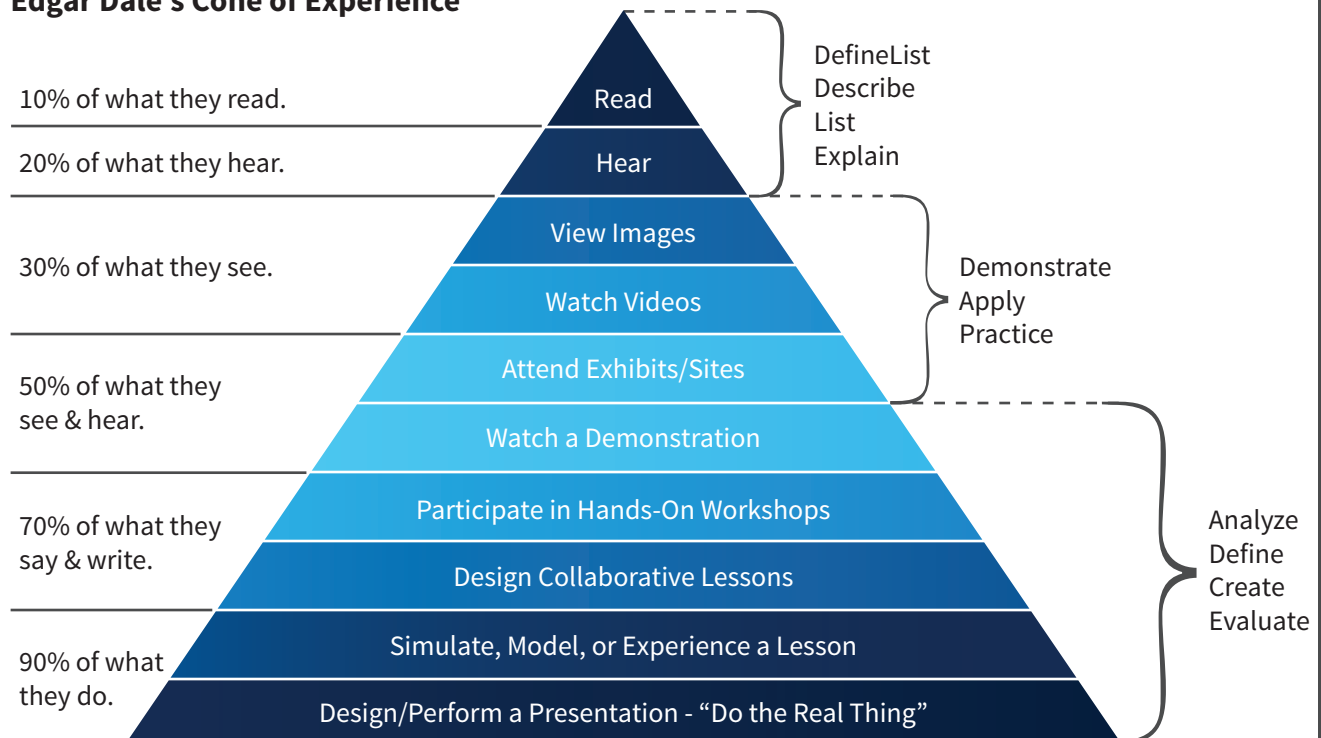 Edgar Dale's Cone of Experience
10% of what they read.
20% of what they hear.
30% of what they see.
50% of what they
see & hear.
70% of what they
say & write.
90% of what
they do.
Read
Hear
View Images
Watch Videos
Attend Exhibits/Sites
Watch a Demonstration
Participate in Hands-On Workshops
Design Collaborative Lessons
Simulate, Model, or Experience a Lesson
Design/Perform a Presentation - “Do the Real Thing”
DefineList
Describe
List
Explain
Demonstrate
Apply
Practice
Analyze
Define
Create
Evaluate